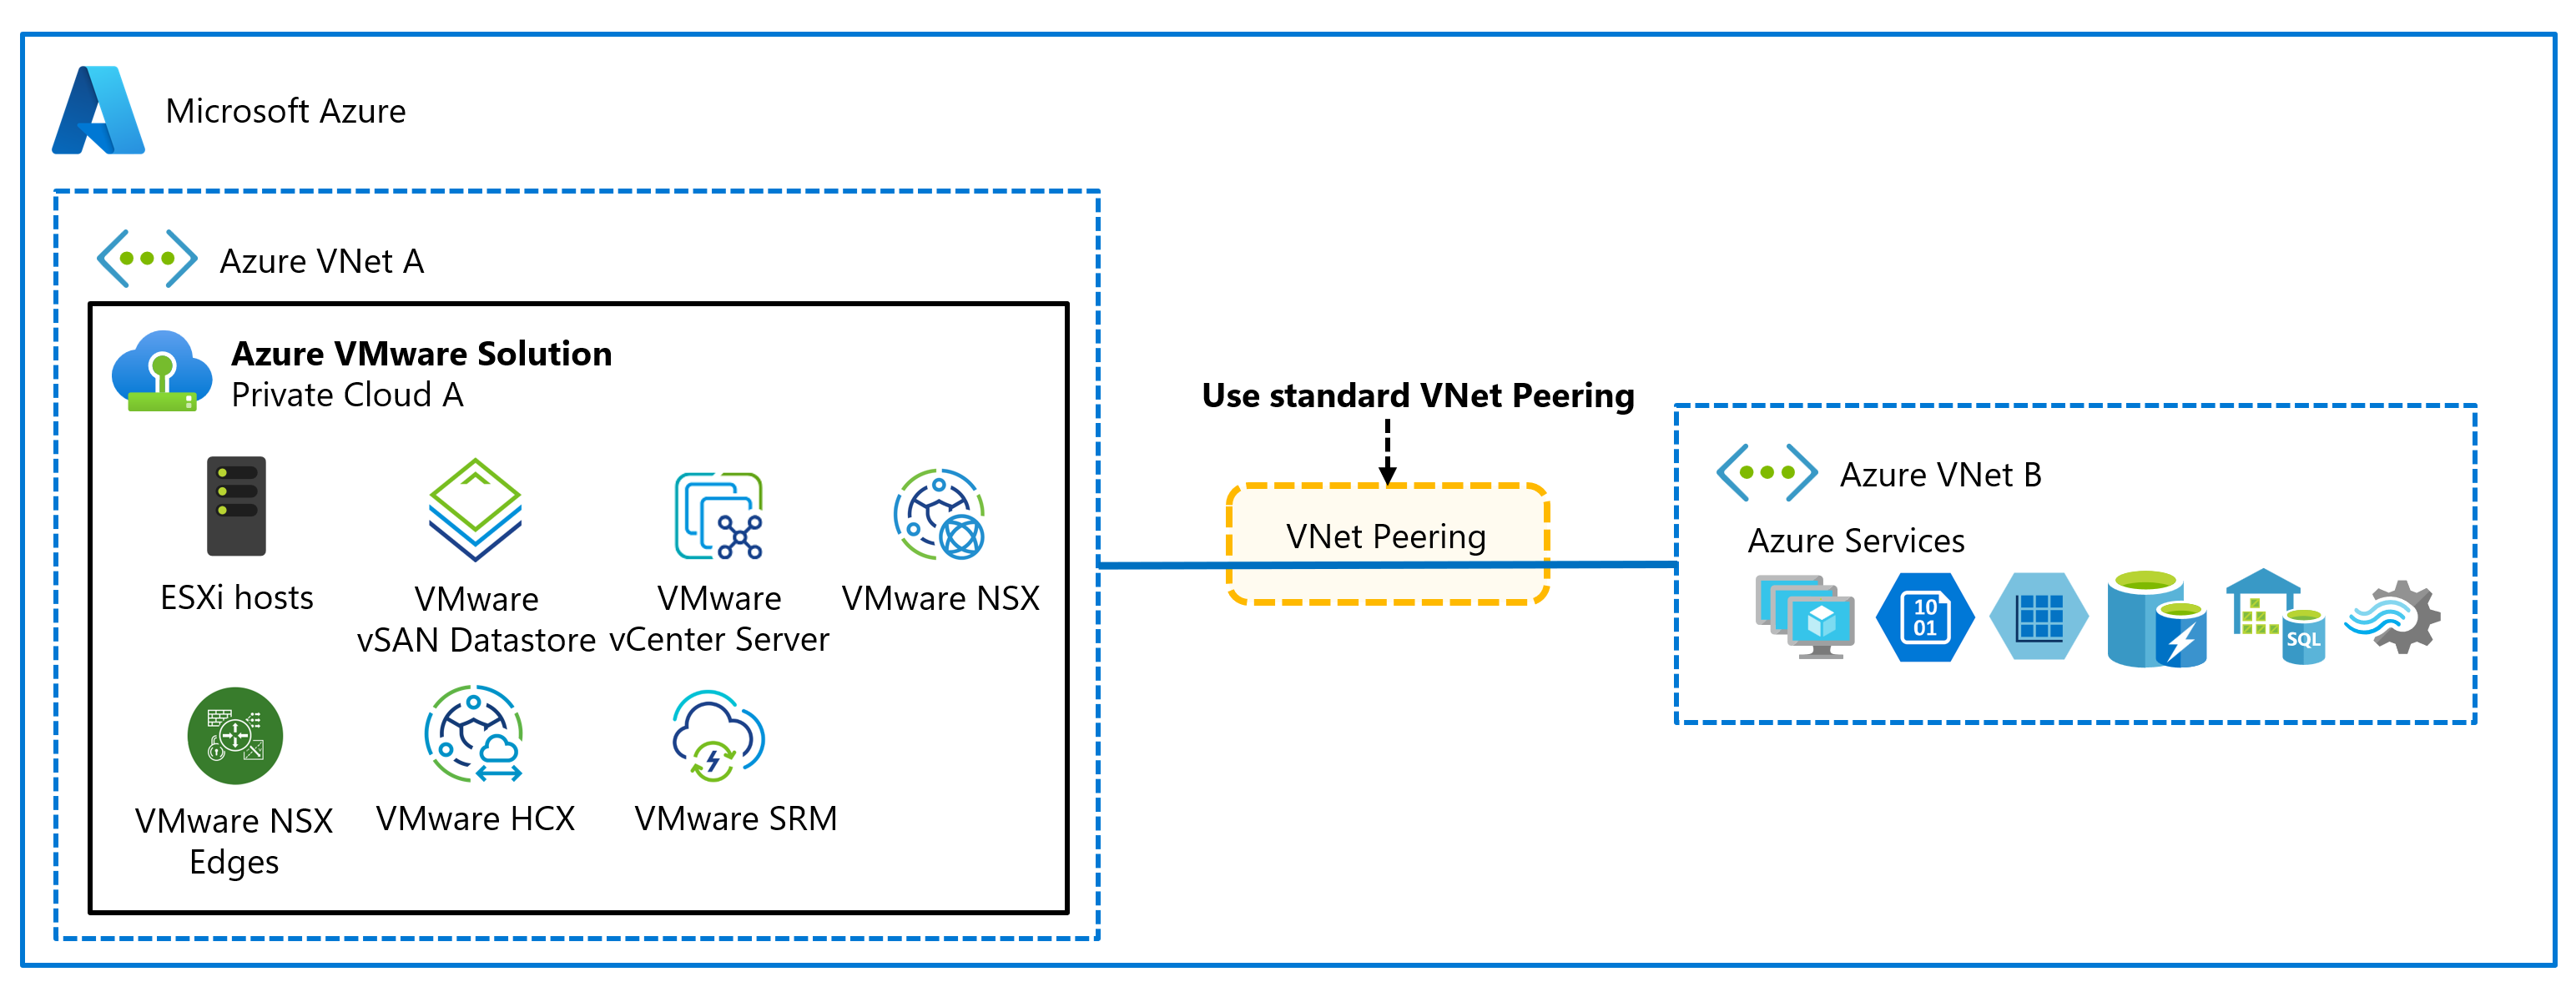 Microsoft Azure
Azure VNet A
Azure VMware Solution
Private Cloud A
ESXi hosts
VMware
vSAN Datastore
VMware
vCenter Server
VMware NSX
VMware NSX
Edges
VMware HCX
VMware SRM
Use standard VNet Peering
VNet Peering
Azure VNet B
Azure Services
10
01
SQL